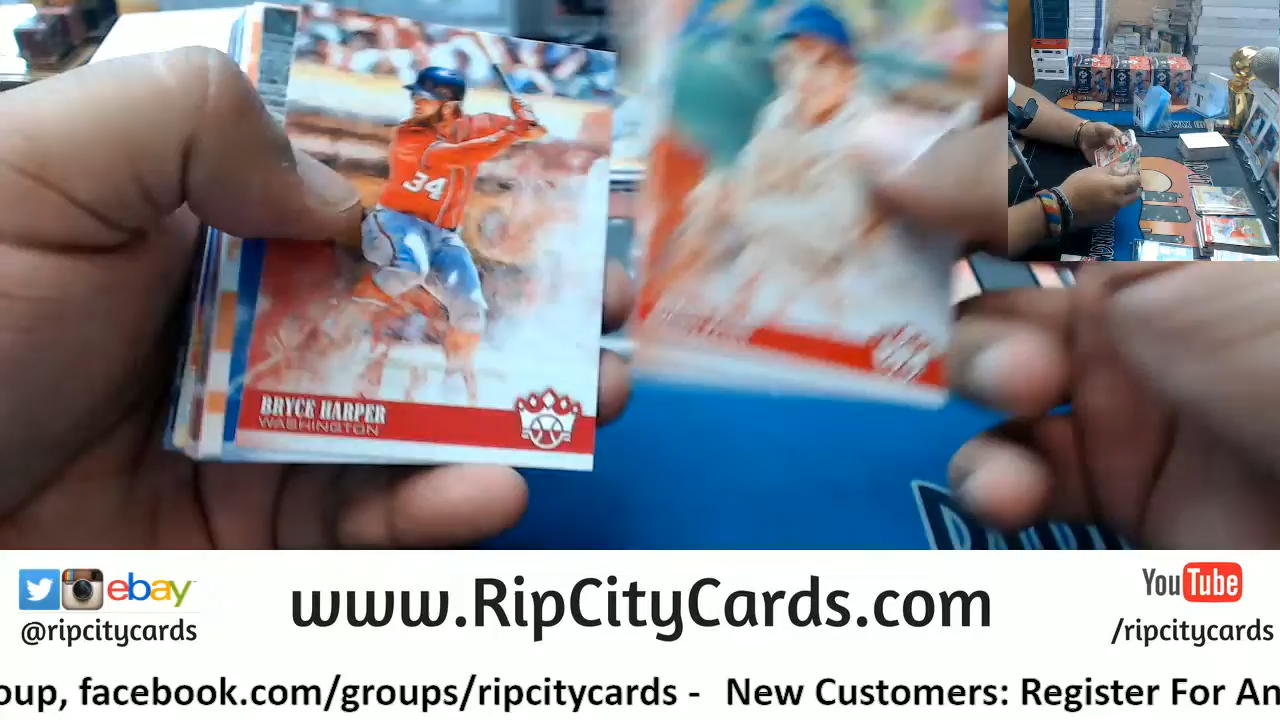 34
BRYCE HARPER
WASHINGTON
ebay
@ripcitycards
www.RipCityCards.com
YouTube
/ripcitycards
oup, facebook.com/groups/ripcitycards - New Customers: Register For An